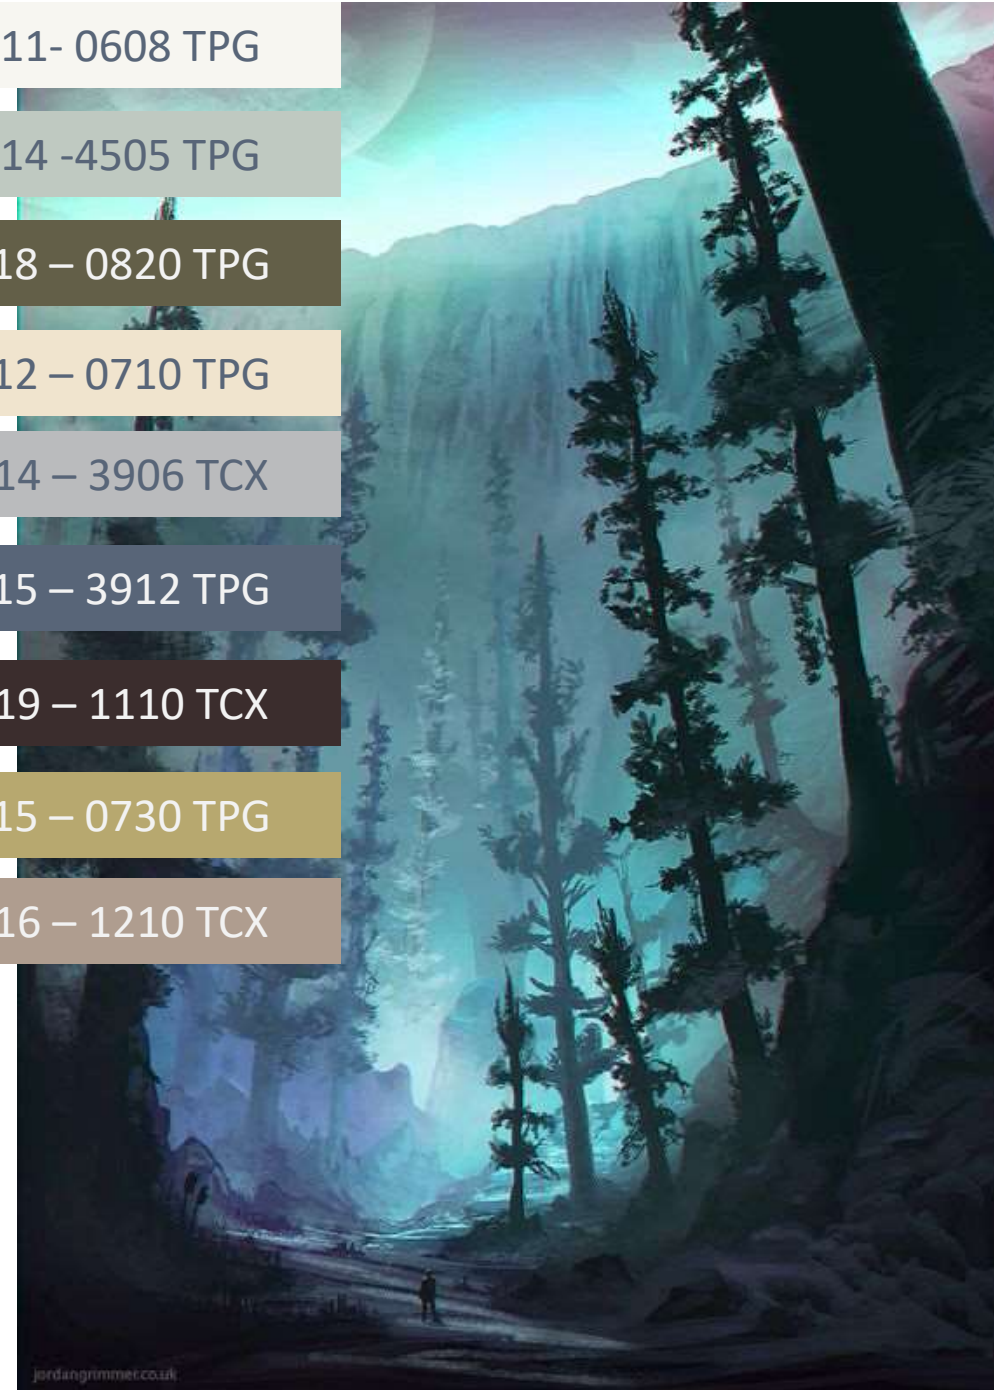 11- 0608 TPG
14 -4505 TPG
18 – 0820 TPG
12 – 0710 TPG
14 – 3906 TCX
15 – 3912 TPG
19 – 1110 TCX
15 – 0730 TPG
16 – 1210 TCX
jordangrimmer.co.uk